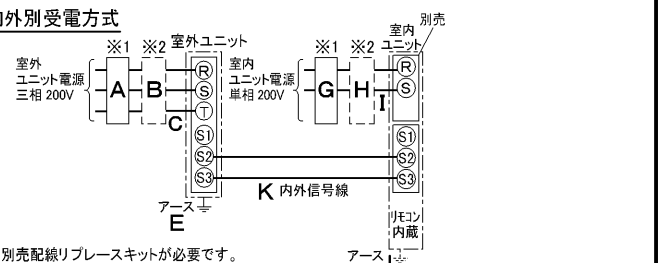 外別受電方式
※1 ※2 室外ユニット
室外
ユニット電源
三相 200V
A B
R
S
T
C
S1
S2
S3
アース
E
※1 ※2
室内
ユニット
別売
室内
ユニット電源
単相 200V
G H
R
S
I
S1
S2
S3
K 内外信号線
リモコン
内蔵
アース
別売配線リプレースキットが必要です。